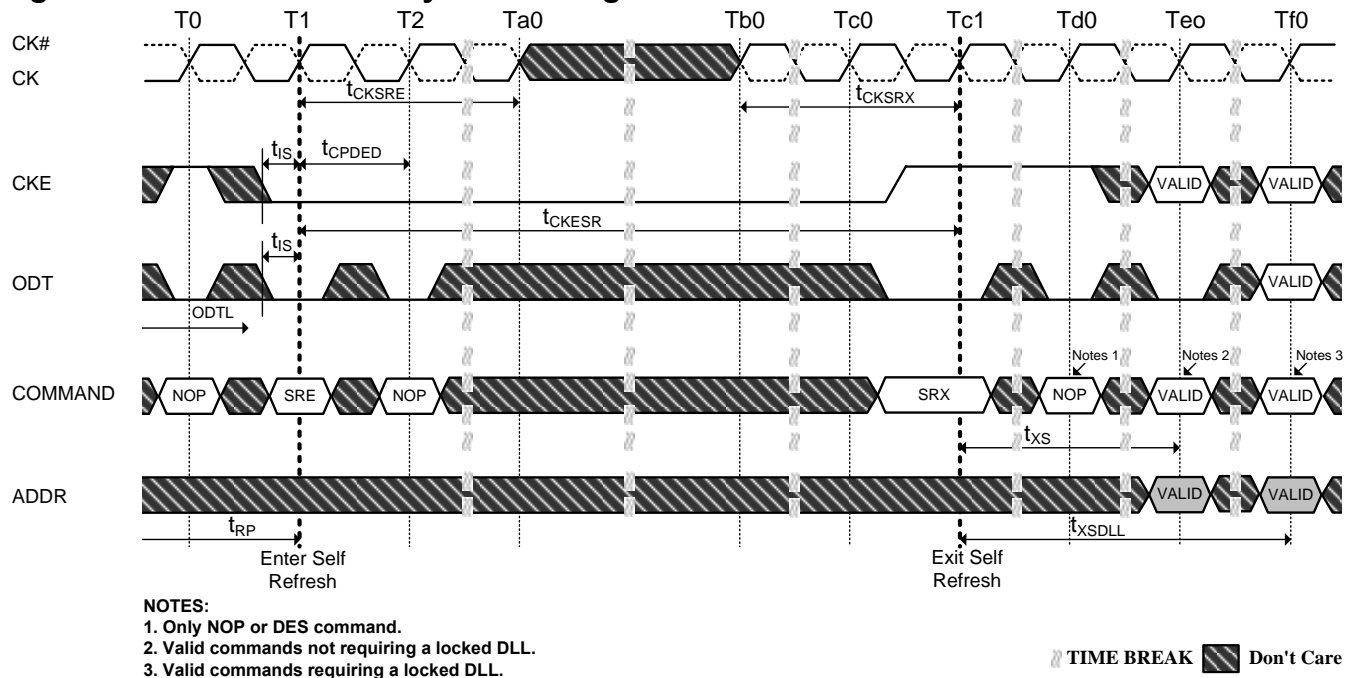 T0 T1 T2 Ta0 Tb0 Tc0 Tc1 Td0 Teo Tf0
CK#
CK
tCKSRE tCKSRX
tIS tCPDED
CKE VALID VALID
tCKESR
tIS
ODT VALID
ODTL
Notes 1 Notes 2 Notes 3
COMMAND NOP SRE NOP SRX NOP VALID VALID
tXS
ADDR VALID VALID
tRP tXSDLL
Enter Self Refresh
Exit Self Refresh
NOTES:
1. Only NOP or DES command.
2. Valid commands not requiring a locked DLL.
3. Valid commands requiring a locked DLL.
TIME BREAK Don't Care